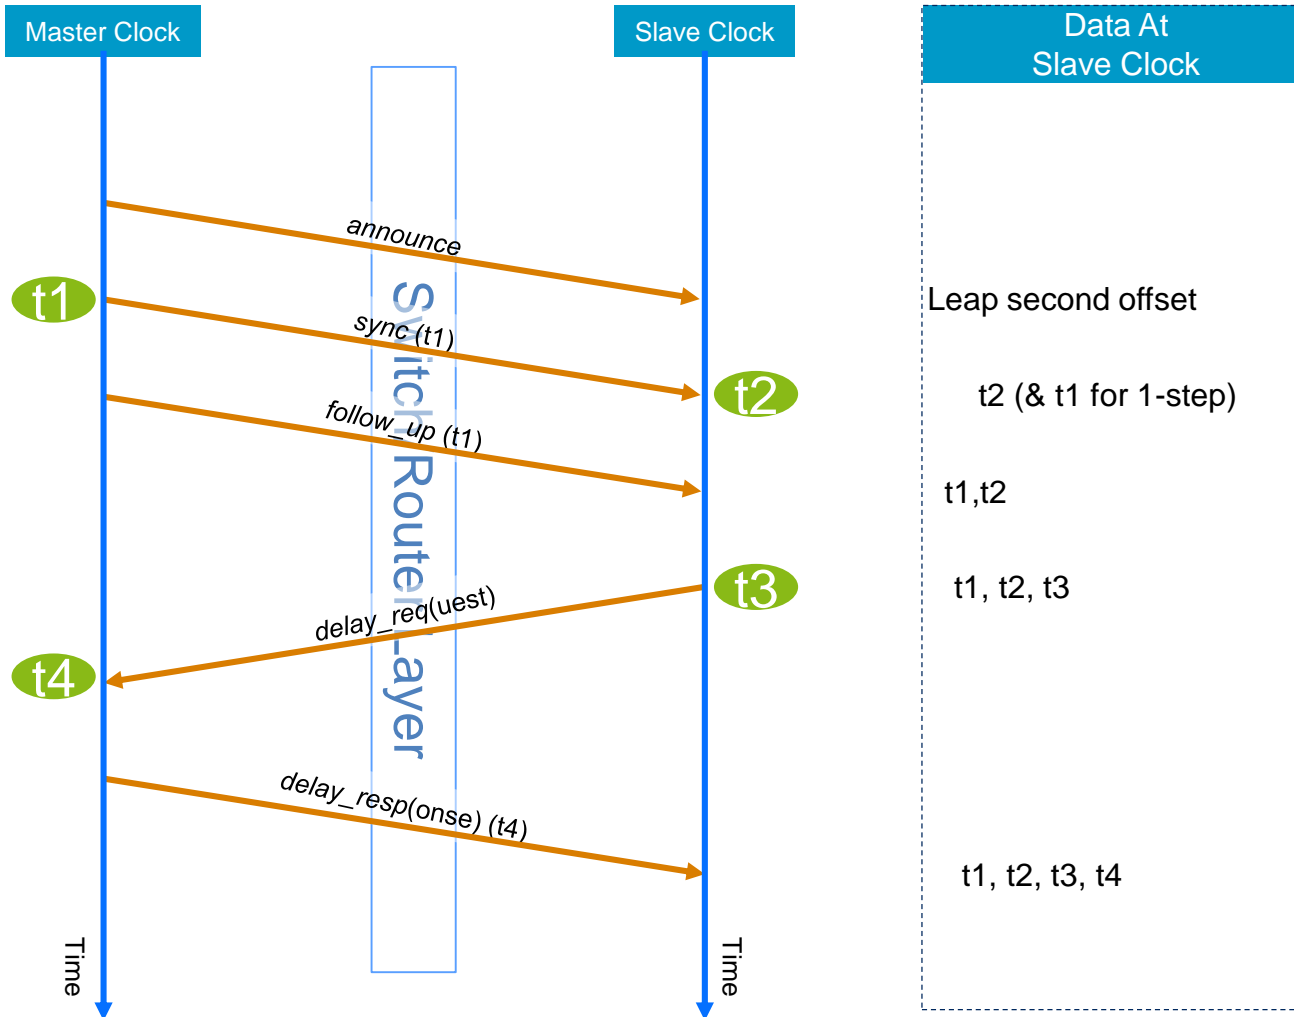 Master Clock
Slave Clock
Data At
Slave Clock
announce
t1
Leap second offset
sync (t1)
t2
t2 (& t1 for 1-step)
follow_up (t1)
t1,t2
Switch Router Layer
t3
t1, t2, t3
delay_req(uest)
t4
delay_resp(onse) (t4)
t1, t2, t3, t4
Time
Time